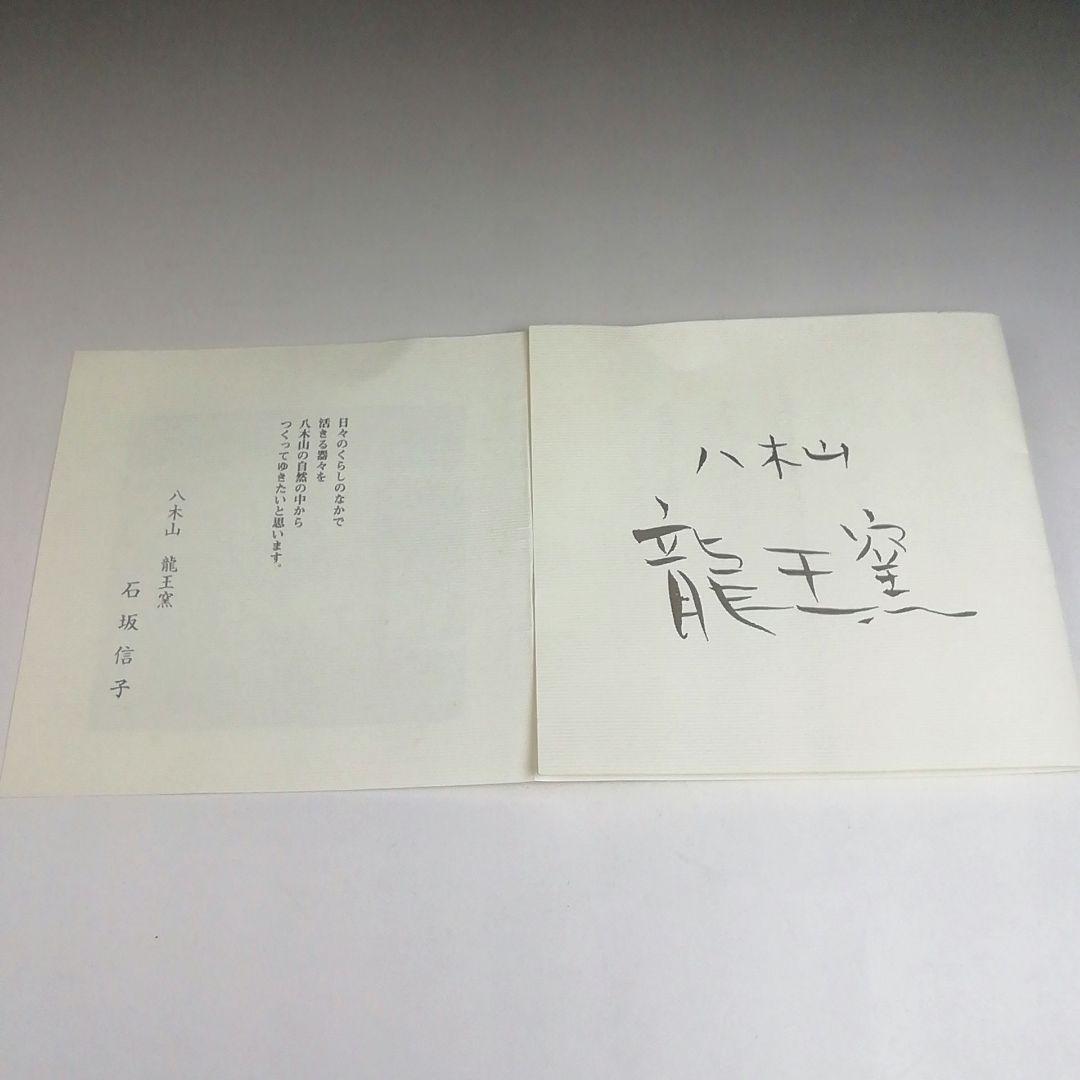 八木山
龍王窯
日々のくらしのなかで
活きる器々を
八木山の自然の中から
つくってゆきたいと思います。
八木山 龍王窯
石坂信子